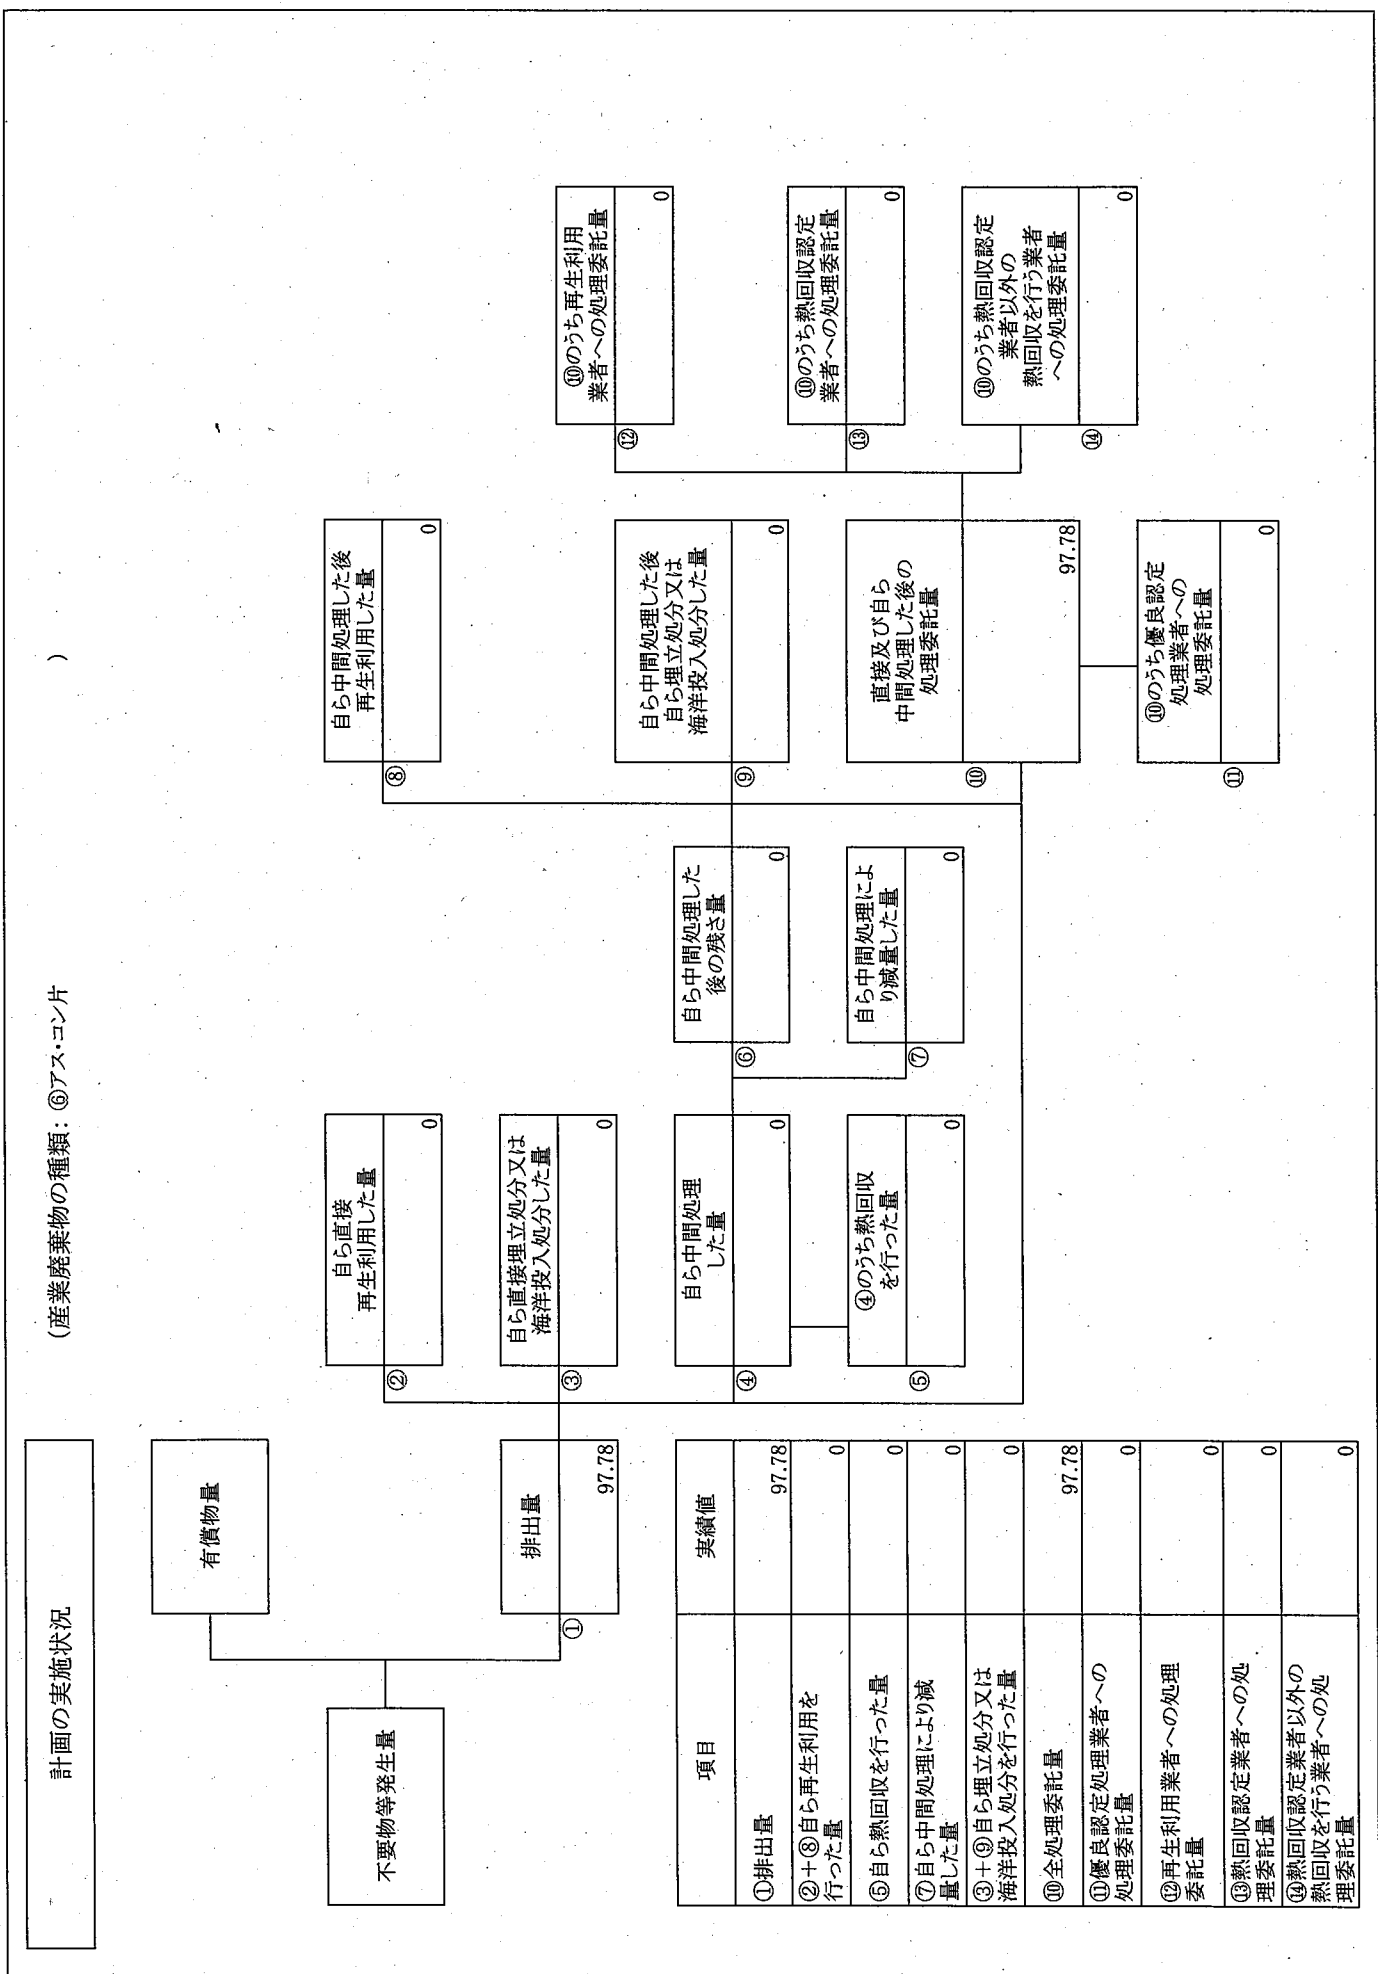 計画の実施状況
(産業廃棄物の種類：⑥アス・コン片 )
不要物等発生量
有償物量
排出量
①
97.78
自ら直接
再生利用した量
②
0
自ら直接埋立処分又は
海洋投入処分した量
③
0
自ら中間処理
した量
④
0
④のうち熱回収
を行った量
⑤
0
自ら中間処理した
後の残さ量
⑥
0
自ら中間処理によ
り減量した量
⑦
0
自ら中間処理した後
再生利用した量
⑧
0
自ら中間処理した後
自ら埋立処分又は
海洋投入処分した量
⑨
0
直接及び自ら
中間処理した後の
処理委託量
⑩
97.78
⑩のうち優良認定
処理業者への
処理委託量
⑪
0
⑩のうち再生利用
業者への処理委託量
⑫
0
⑩のうち熱回収認定
業者への処理委託量
⑬
0
⑩のうち熱回収認定
業者以外の
熱回収を行う業者
への処理委託量
⑭
0
項目 実績値
①排出量 97.78
②＋⑧自ら再生利用を
行った量 0
⑤自ら熱回収を行った量 0
⑦自ら中間処理により減
量した量 0
③＋⑨自ら埋立処分又は
海洋投入処分を行った量 0
⑩全処理委託量 97.78
⑪優良認定処理業者への
処理委託量 0
⑫再生利用業者への処理
委託量 0
⑬熱回収認定業者への処
理委託量 0
⑭熱回収認定業者以外の
熱回収を行う業者への処
理委託量 0